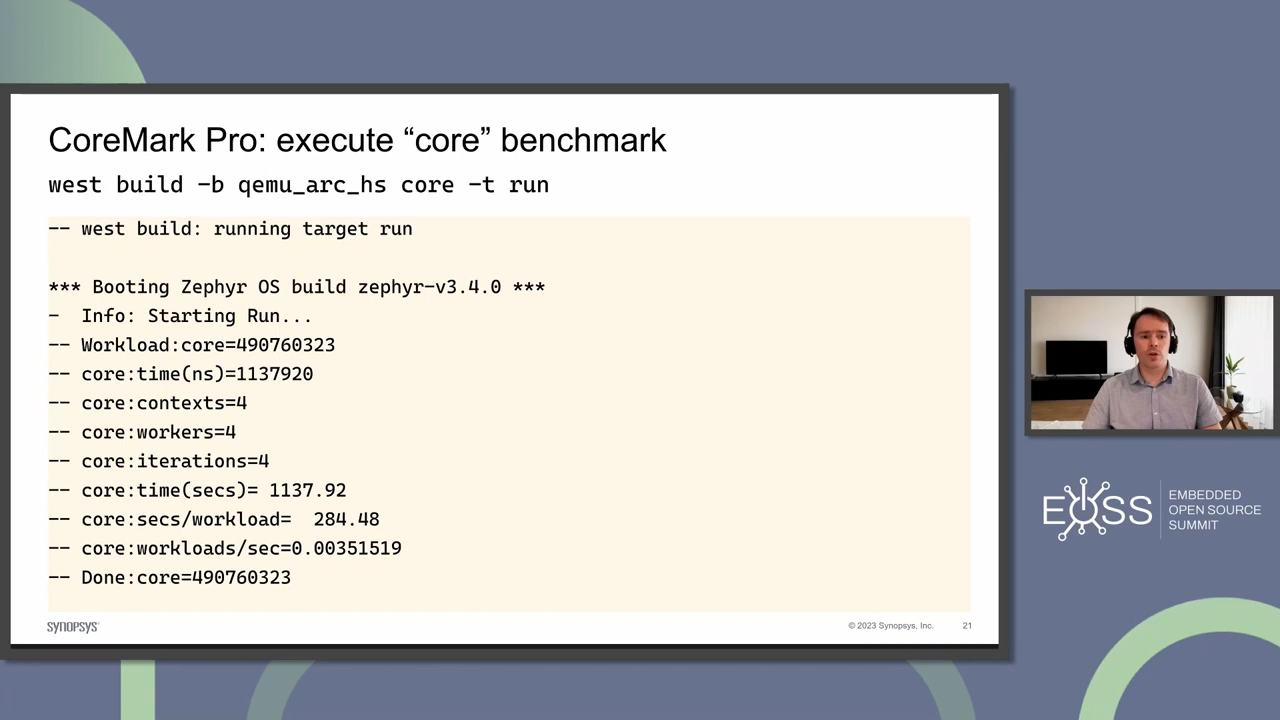 CoreMark Pro: execute “core” benchmark
west build -b qemu_arc_hs core -t run
-- west build: running target run
*** Booting Zephyr OS build zephyr-v3.4.0 ***
-  Info: Starting Run...
-- Workload:core=490760323
-- core:time(ns)=1137920
-- core:contexts=4
-- core:workers=4
-- core:iterations=4
-- core:time(secs)= 1137.92
-- core:secs/workload=  284.48
-- core:workloads/sec=0.00351519
-- Done:core=490760323
SYNOPSYS®
© 2023 Synopsys, Inc.
21
EOSS
EMBEDDED
OPEN SOURCE
SUMMIT